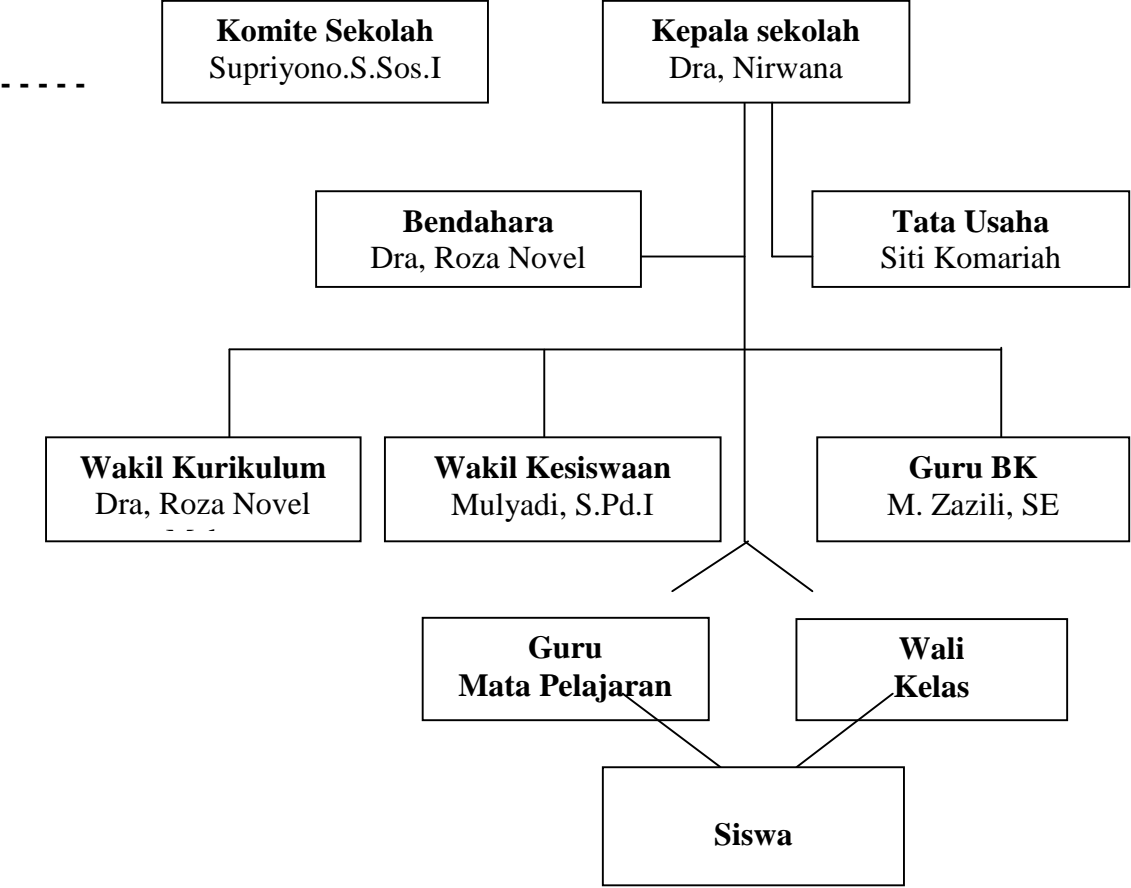 Komite Sekolah
Supriyono.S.Sos.I
Kepala sekolah
Dra, Nirwana
- - - - -
Bendahara
Dra, Roza Novel
Tata Usaha
Siti Komariah
Wakil Kurikulum
Dra, Roza Novel
Wakil Kesiswaan
Mulyadi, S.Pd.I
Guru BK
M. Zazili, SE
Guru
Mata Pelajaran
Wali
Kelas
Siswa